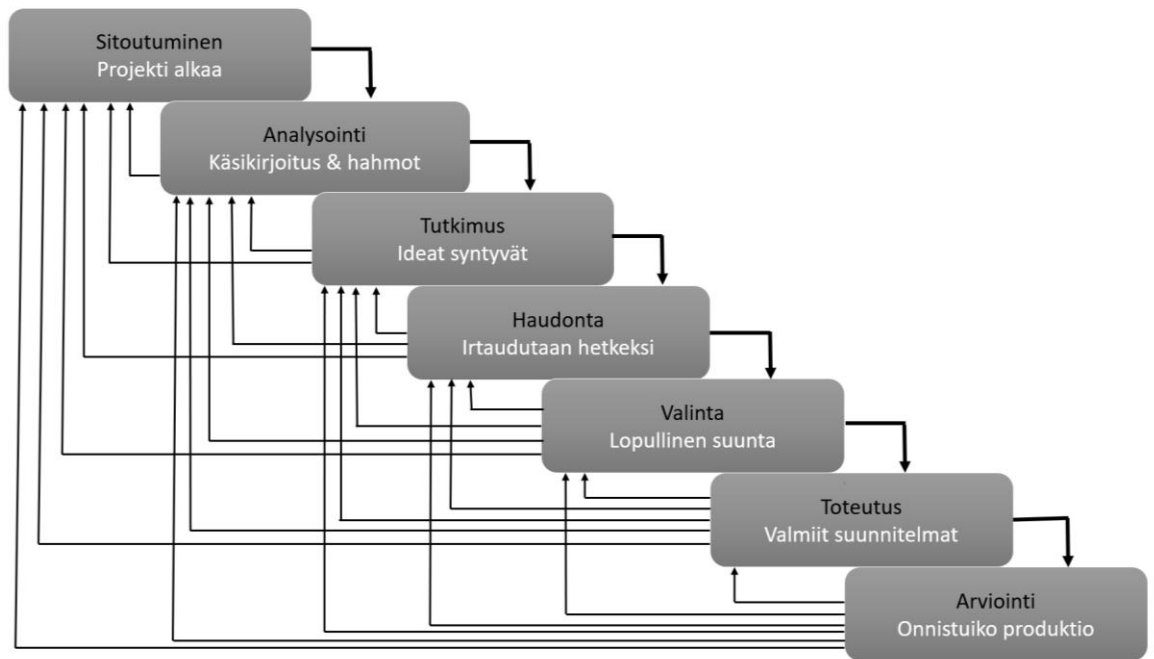 Sitoutuminen
Projekti alkaa
Analysointi
Käsikirjoitus & hahmot
Tutkimus
Ideat syntyvät
Haudonta
Irtaudutaan hetkeksi
Valinta
Lopullinen suunta
Toteutus
Valmiit suunnitelmat
Arviointi
Onnistuiko produktio